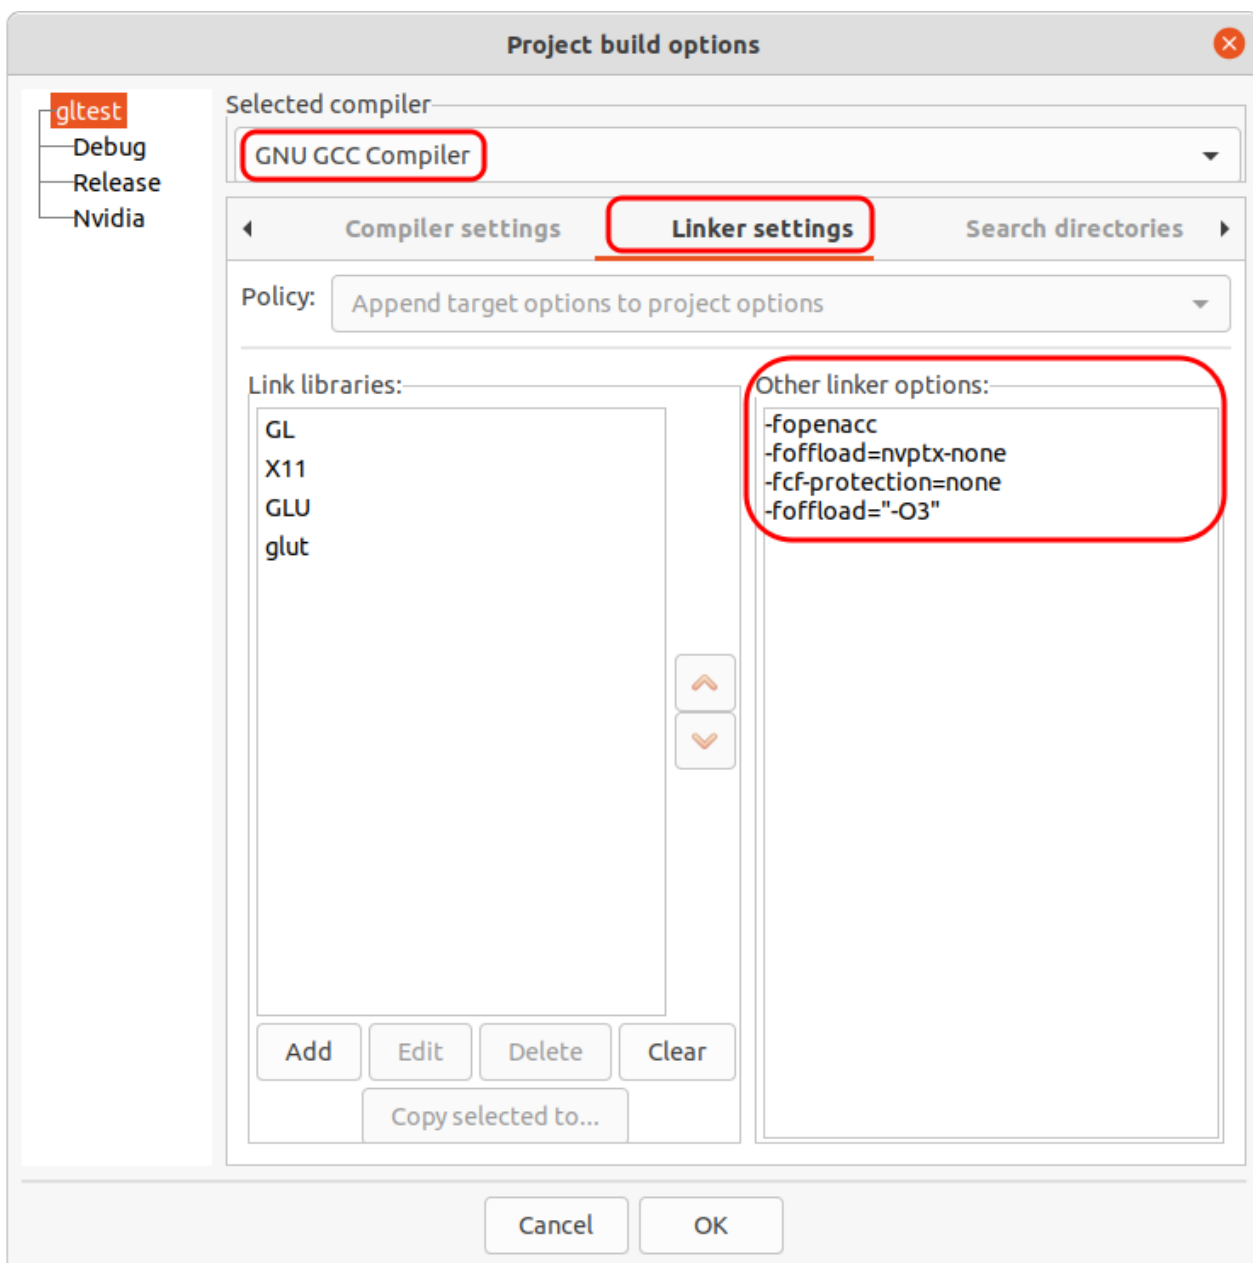 Project build options
gltest
Debug
Release
Nvidia
Selected compiler
GNU GCC Compiler
Compiler settings
Linker settings
Search directories
Policy:
Append target options to project options
Link libraries:
GL
X11
GLU
glut
Other linker options:
-fopenacc
-foffload=nvptx-none
-fcf-protection=none
-foffload="-O3"
Add
Edit
Delete
Clear
Copy selected to...
Cancel
OK